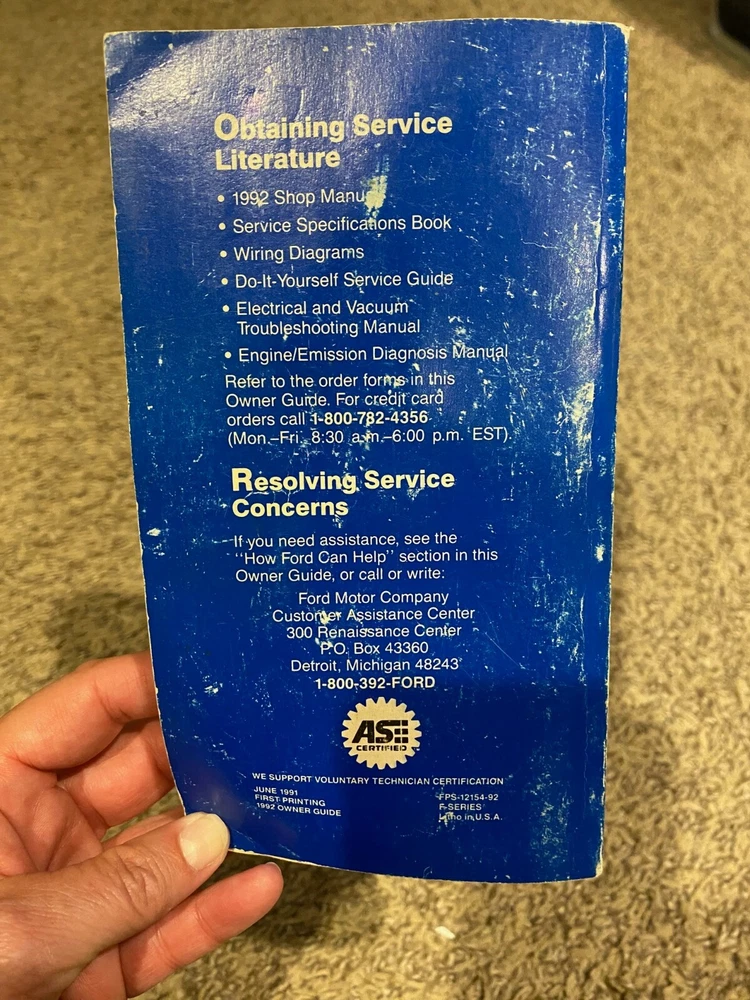 Obtaining Service
Literature
• 1992 Shop Manual
• Service Specifications Book
• Wiring Diagrams
• Do-It-Yourself Service Guide
• Electrical and Vacuum
Troubleshooting Manual
• Engine/Emission Diagnosis Manual
Refer to the order forms in this
Owner Guide. For credit card
orders call 1-800-782-4356
(Mon.–Fri. 8:30 a.m.–6:00 p.m. EST).
Resolving Service
Concerns
If you need assistance, see the
"How Ford Can Help" section in this
Owner Guide, or call or write:
Ford Motor Company
Customer Assistance Center
300 Renaissance Center
P.O. Box 43360
Detroit, Michigan 48243
1-800-392-FORD
ASE
CERTIFIED
WE SUPPORT VOLUNTARY TECHNICIAN CERTIFICATION
JUNE 1991
FIRST PRINTING
1992 OWNER GUIDE
FPS-12154-92
F-SERIES
Litho in U.S.A.